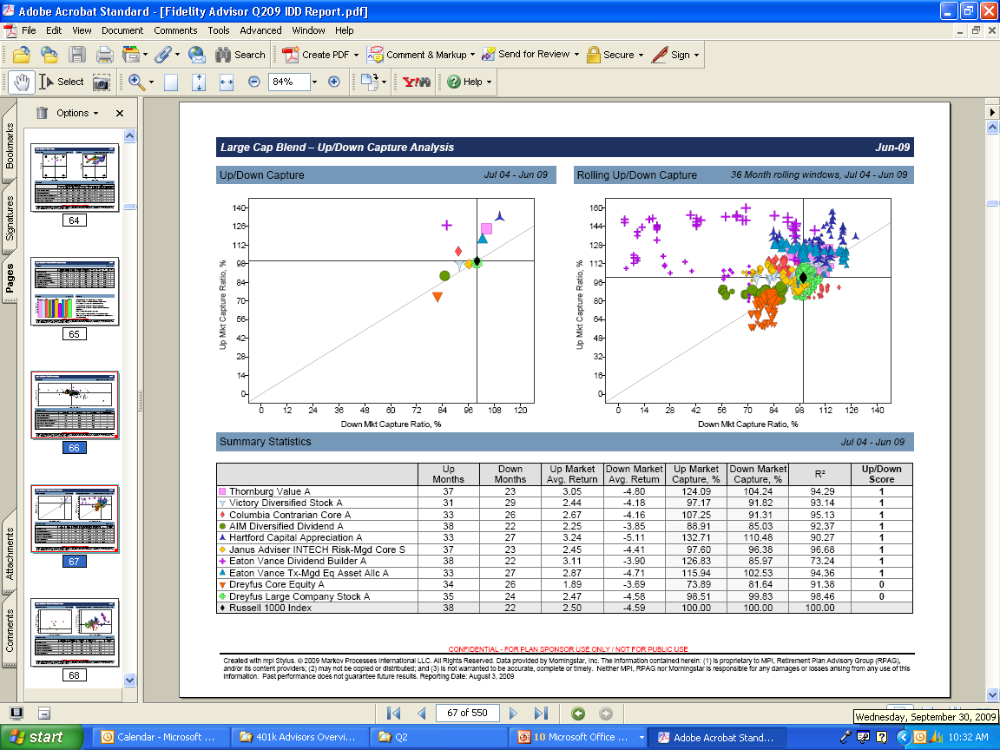 Adobe Acrobat Standard - [Fidelity Advisor Q209 IDD Report.pdf]
File Edit View Document Comments Tools Advanced Window Help
Search Create PDF Comment & Markup Send for Review Secure Sign
Select 84% Y! Help
Options
Bookmarks
Signatures
Pages
Attachments
Comments
64
65
66
67
68
Large Cap Blend – Up/Down Capture Analysis Jun-09
Up/Down Capture Jul 04 - Jun 09
Rolling Up/Down Capture 36 Month rolling windows, Jul 04 - Jun 09
Up Mkt Capture Ratio, %
140
126
112
98
84
70
56
42
28
14
0
0 12 24 36 48 60 72 84 96 108 120
Down Mkt Capture Ratio, %
Up Mkt Capture Ratio, %
160
144
128
112
96
80
64
48
32
16
0
0 14 28 42 56 70 84 98 112 126 140
Down Mkt Capture Ratio, %
Summary Statistics Jul 04 - Jun 09
Up Months Down Months Up Market Avg. Return Down Market Avg. Return Up Market Capture, % Down Market Capture, % R² Up/Down Score
Thornburg Value A 37 23 3.05 -4.80 124.09 104.24 94.29 1
Victory Diversified Stock A 31 29 2.44 -4.18 97.17 91.82 93.14 1
Columbia Contrarian Core A 33 26 2.67 -4.16 107.25 91.31 95.13 1
AIM Diversified Dividend A 38 22 2.25 -3.85 88.91 85.03 92.37 1
Hartford Capital Appreciation A 33 27 3.24 -5.11 132.71 110.48 90.27 1
Janus Adviser INTECH Risk-Mgd Core S 37 23 2.45 -4.41 97.60 96.38 96.68 1
Eaton Vance Dividend Builder A 38 22 3.11 -3.90 126.83 85.97 73.24 1
Eaton Vance Tx-Mgd Eq Asset Allc A 33 27 2.87 -4.71 115.94 102.53 94.36 1
Dreyfus Core Equity A 34 26 1.89 -3.69 73.89 81.64 91.38 0
Dreyfus Large Company Stock A 35 24 2.47 -4.58 98.51 99.83 98.46 0
Russell 1000 Index 38 22 2.50 -4.59 100.00 100.00 100.00
CONFIDENTIAL - FOR PLAN SPONSOR USE ONLY / NOT FOR PUBLIC USE
Created with mpi Stylus. © 2009 Markov Processes International LLC. All Rights Reserved. Data provided by Morningstar, Inc. The information contained herein: (1) is proprietary to MPI, Retirement Plan Advisory Group (RPAG),
and/or its content providers; (2) may not be copied or distributed; and (3) is not warranted to be accurate, complete or timely. Neither MPI, RPAG nor Morningstar is responsible for any damages or losses arising from any use of this
information. Past performance does not guarantee future results. Reporting Date: August 3, 2009
67 of 550
Wednesday, September 30, 2009
start Calendar - Microsoft ... 401k Advisors Overvi... Q2 10 Microsoft Office ... Adobe Acrobat Stand... 10:32 AM